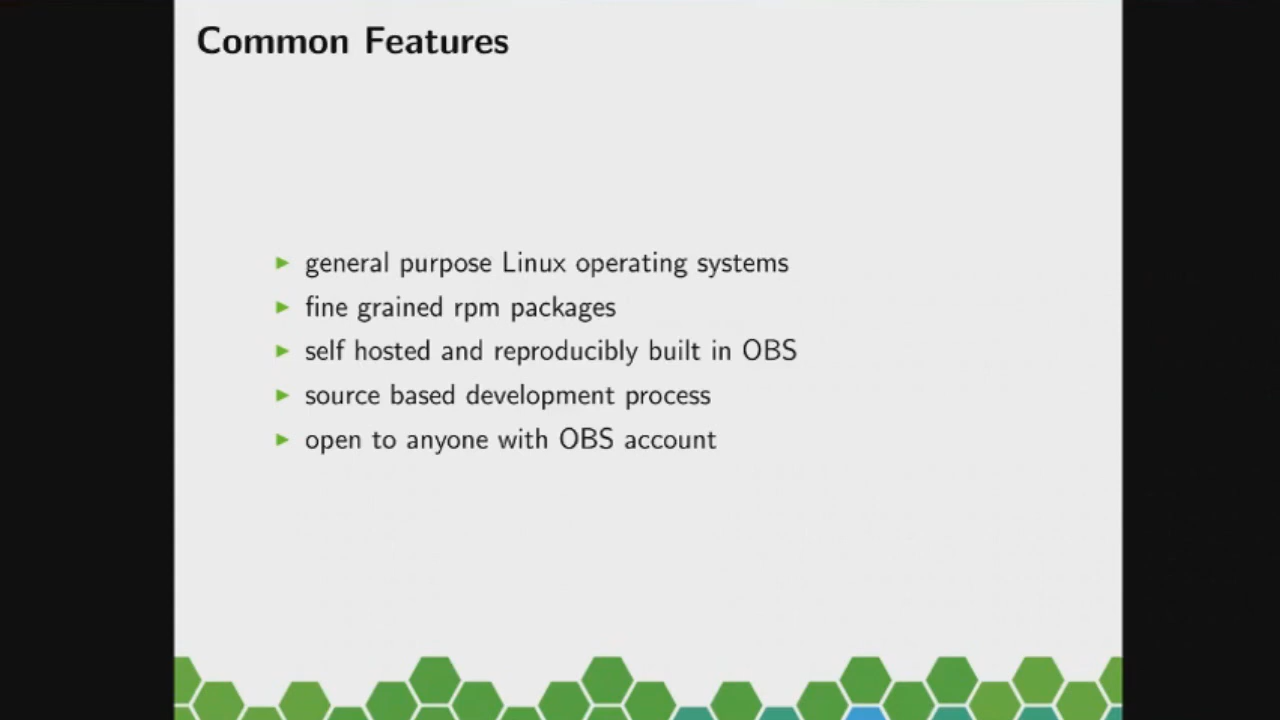 Common Features
general purpose Linux operating systems
fine grained rpm packages
self hosted and reproducibly built in OBS
source based development process
open to anyone with OBS account